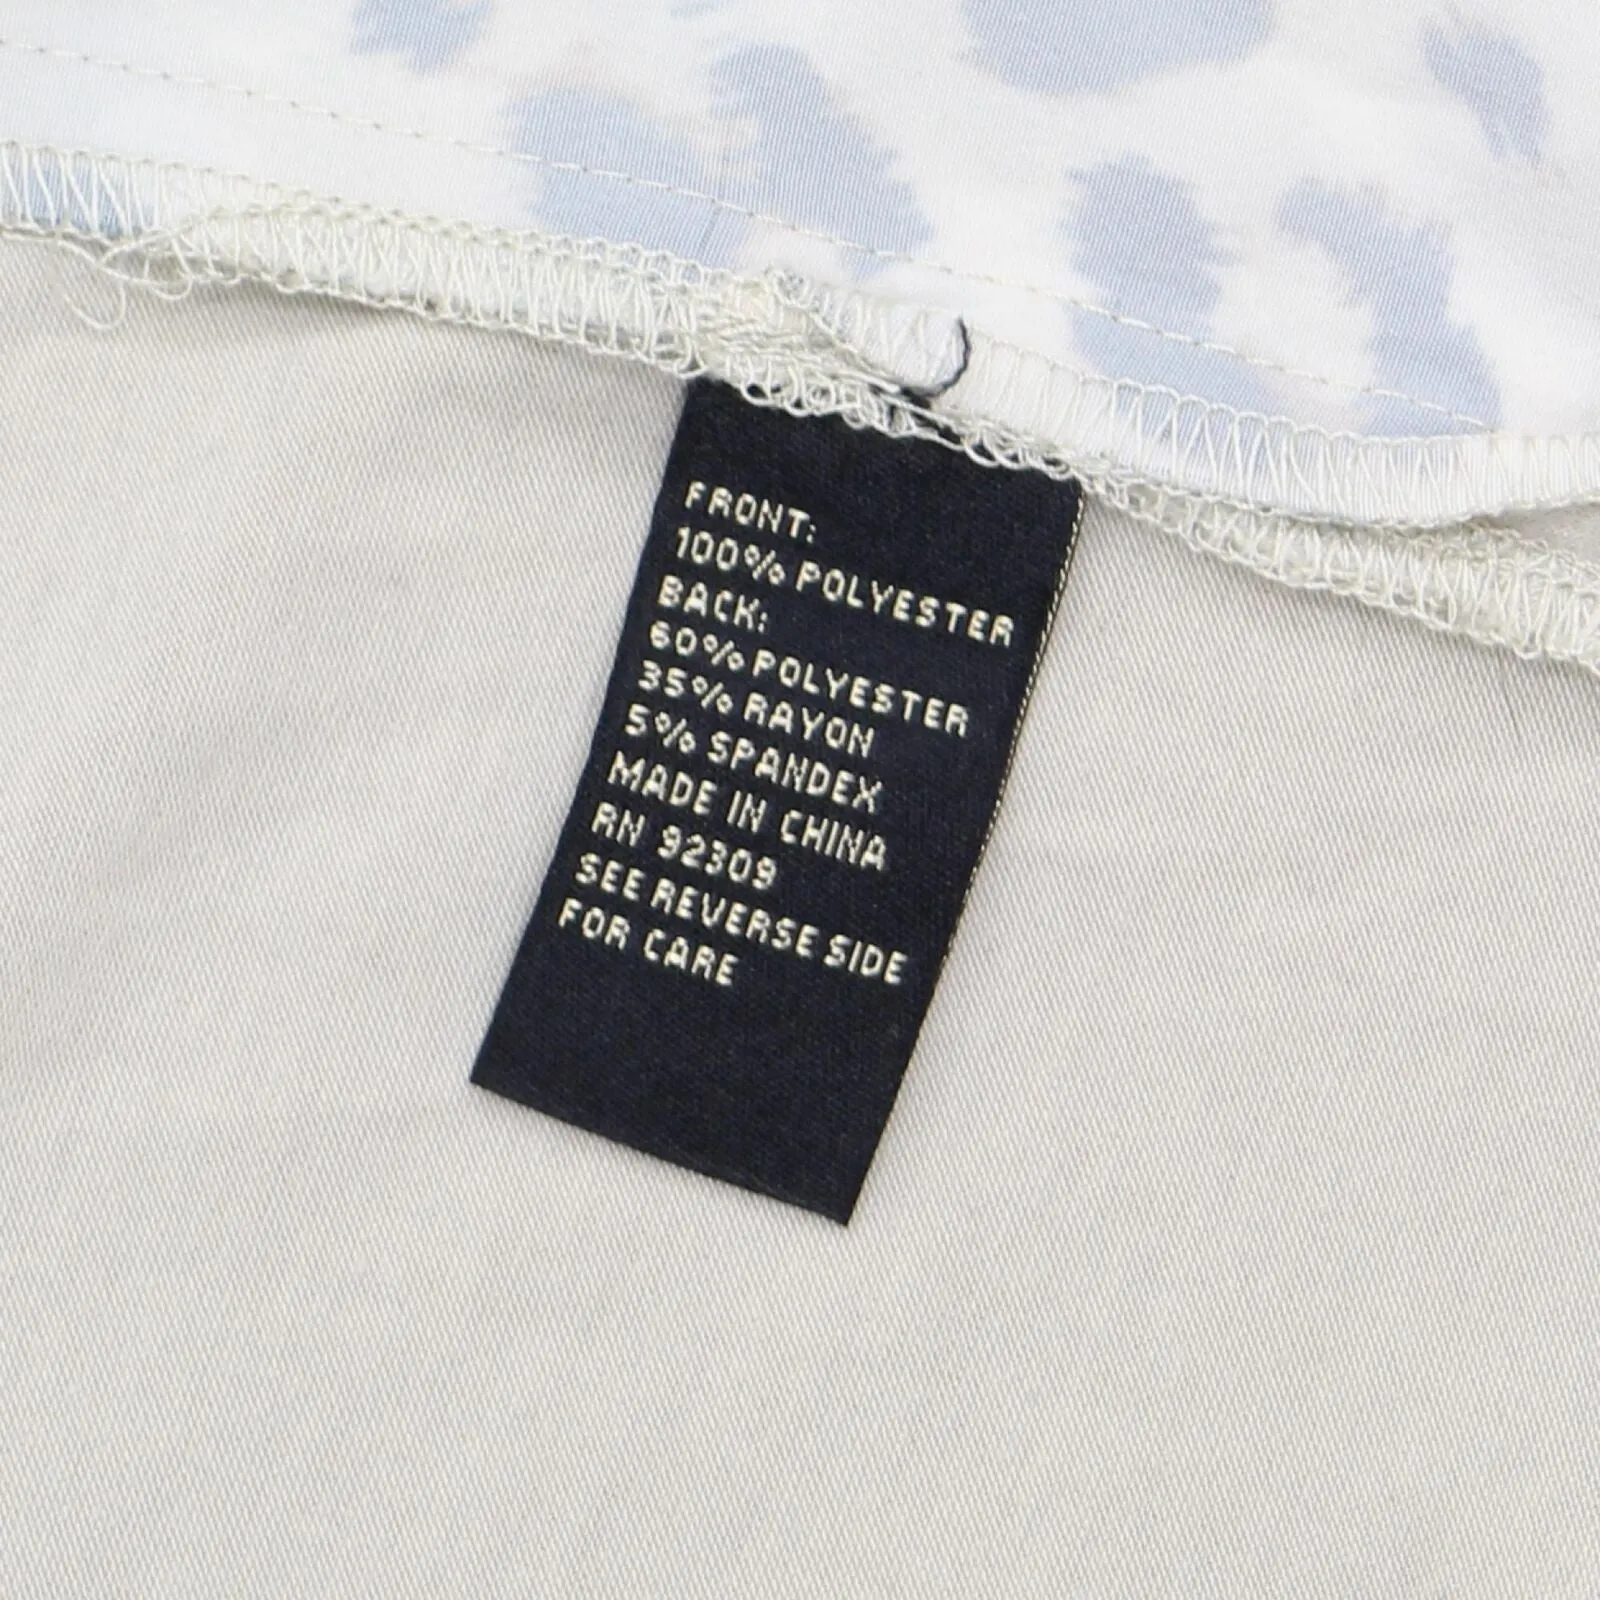 FRONT:
100% POLYESTER
BACK:
60% POLYESTER
35% RAYON
5% SPANDEX
MADE IN CHINA
RN 92309
SEE REVERSE SIDE
FOR CARE